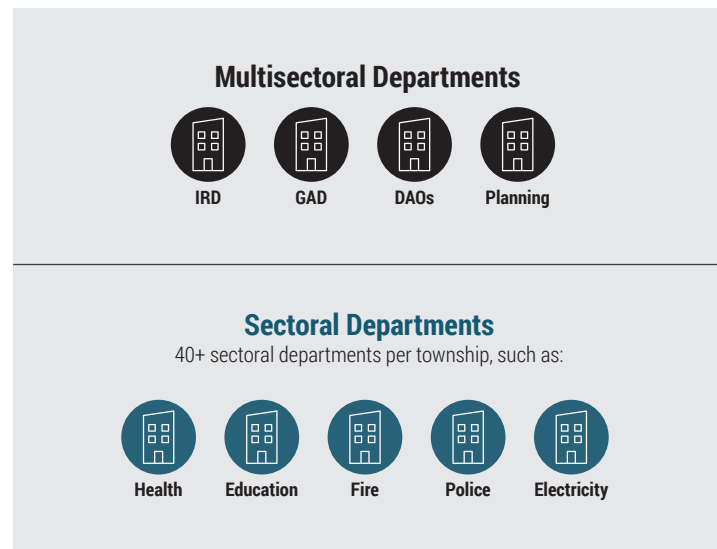 Multisectoral Departments
IRD GAD DAOs Planning
Sectoral Departments
40+ sectoral departments per township, such as:
Health Education Fire Police Electricity